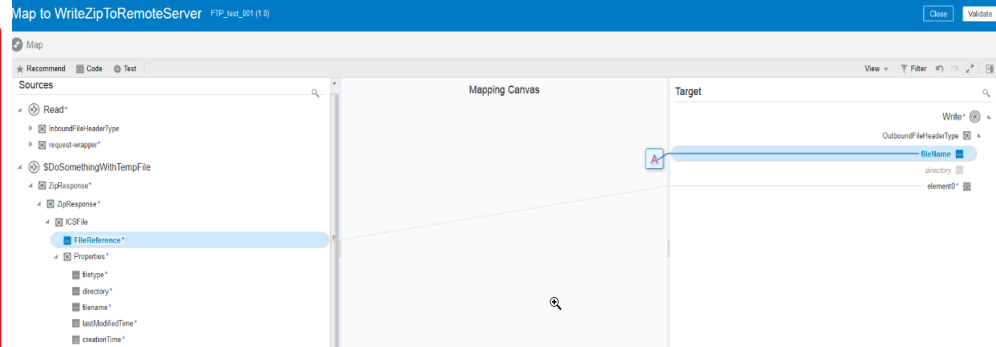 Map to WriteZipToRemoteServer FTP_test_001 (1.0) Close Validate
Map
Recommend Code Test View Filter
Sources Mapping Canvas Target
Read* Write*
InboundFileHeaderType OutboundFileHeaderType
request-wrapper* A fileName
$DoSomethingWithTempFile directory
ZipResponse* element0*
ZipResponse*
ICSFile
FileReference*
Properties*
filetype*
directory*
filename*
lastModifiedTime*
creationTime*